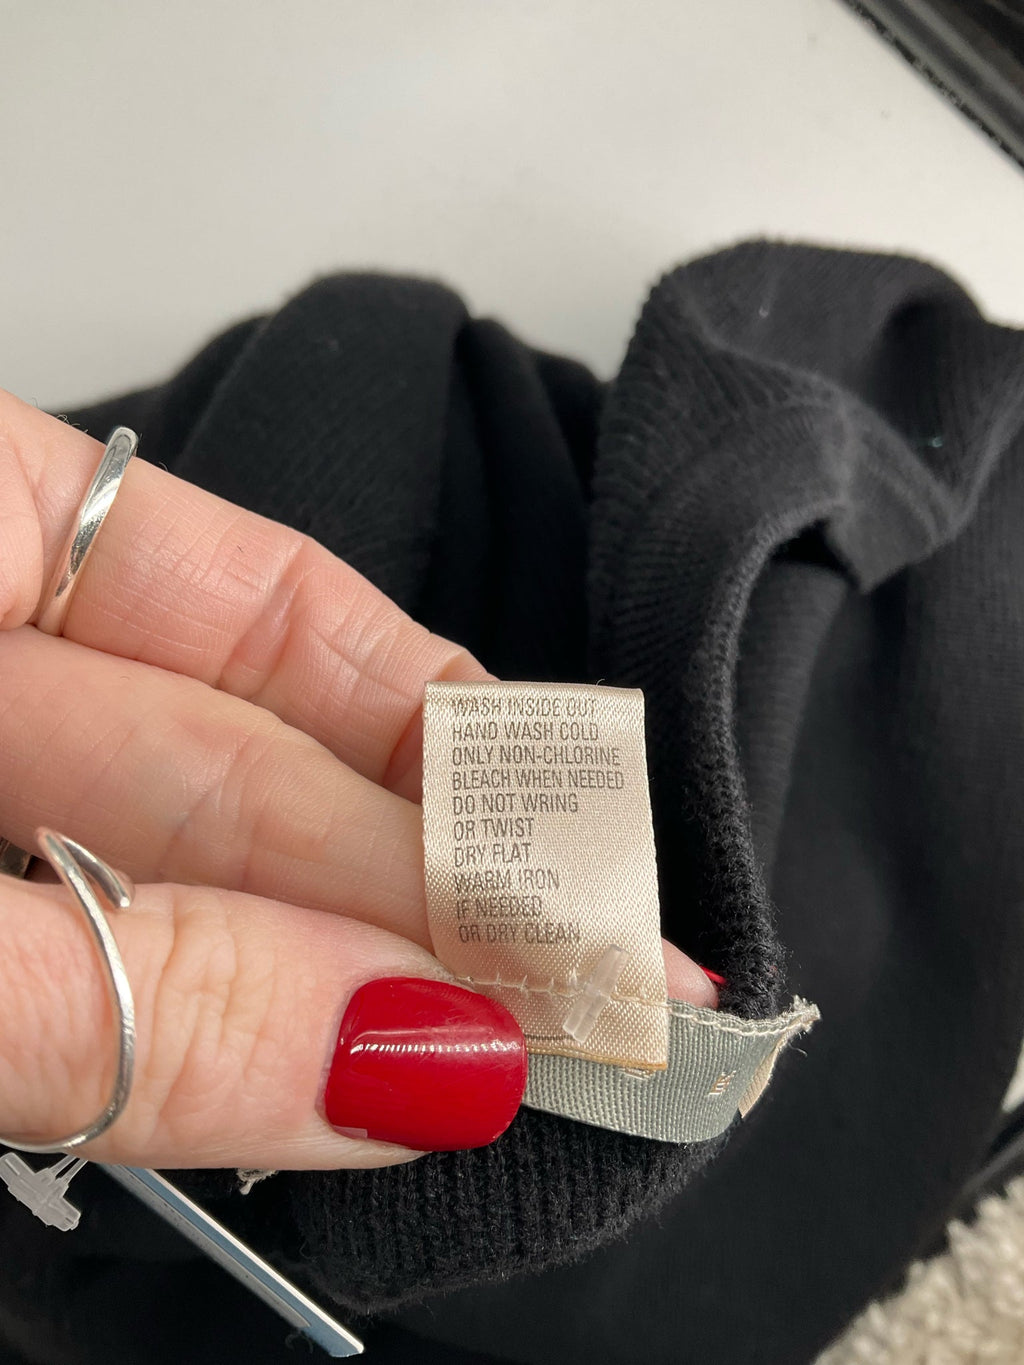 WASH INSIDE OUT
HAND WASH COLD
ONLY NON-CHLORINE
BLEACH WHEN NEEDED
DO NOT WRING
OR TWIST
DRY FLAT
WARM IRON
IF NEEDED
OR DRY CLEAN